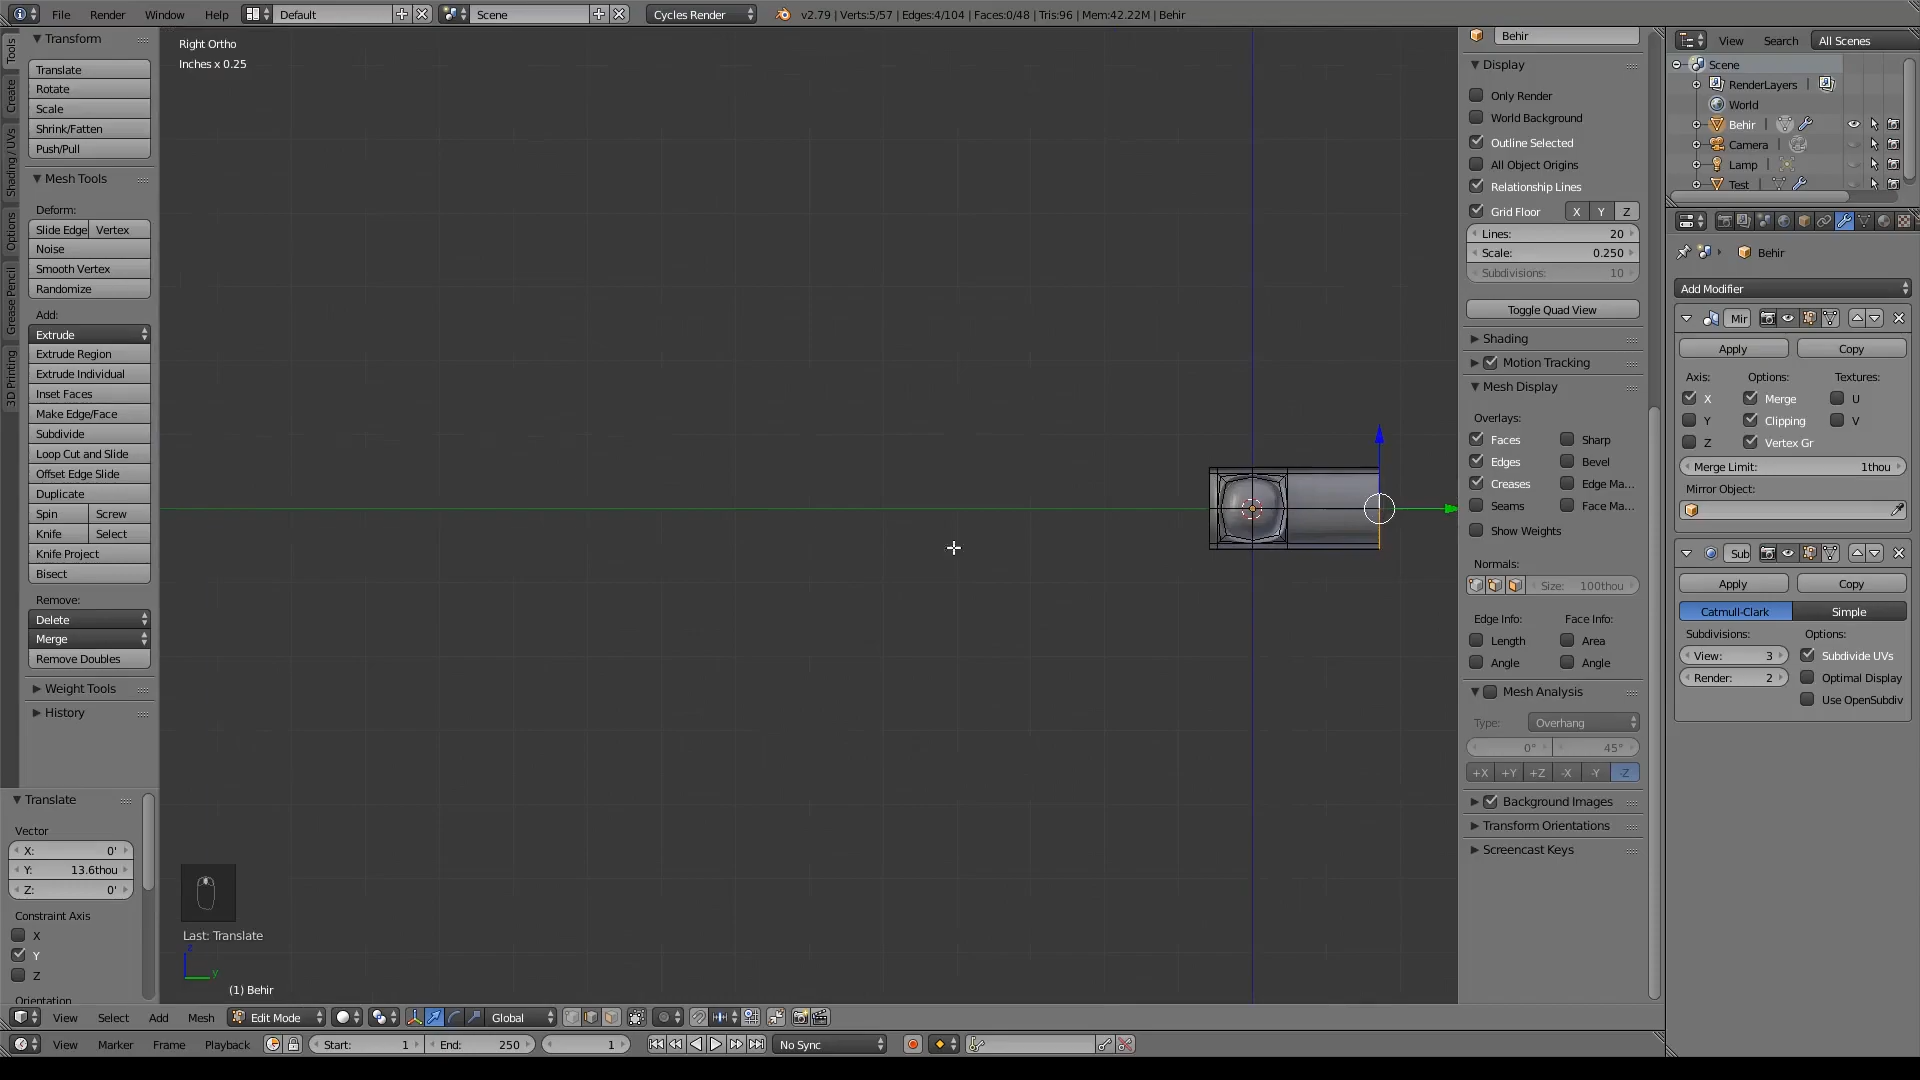 File
Render
Window
Help
Default
Scene
Cycles Render
v2.79 | Verts:5/57 | Edges:4/104 | Faces:0/48 | Tris:96 | Mem:42.22M | Behir
Tools
Create
Shading / UVs
Options
Grease Pencil
3D Printing
Transform
Translate
Rotate
Scale
Shrink/Fatten
Push/Pull
Mesh Tools
Deform:
Slide Edge
Vertex
Noise
Smooth Vertex
Randomize
Add:
Extrude
Extrude Region
Extrude Individual
Inset Faces
Make Edge/Face
Subdivide
Loop Cut and Slide
Offset Edge Slide
Duplicate
Spin
Screw
Knife
Select
Knife Project
Bisect
Remove:
Delete
Merge
Remove Doubles
Weight Tools
History
Translate
Vector
X: 0'
Y: 13.6thou
Z: 0'
Constraint Axis
X
Y
Z
Orientation
Right Ortho
Inches x 0.25
Last: Translate
z
y
(1) Behir
Behir
Display
Only Render
World Background
Outline Selected
All Object Origins
Relationship Lines
Grid Floor
X
Y
Z
Lines: 20
Scale: 0.250
Subdivisions: 10
Toggle Quad View
Shading
Motion Tracking
Mesh Display
Overlays:
Faces
Sharp
Edges
Bevel
Creases
Edge Ma...
Seams
Face Ma...
Show Weights
Normals:
Size: 100thou
Edge Info:
Face Info:
Length
Area
Angle
Angle
Mesh Analysis
Type:
Overhang
0°
45°
+X
+Y
+Z
-X
-Y
-Z
Background Images
Transform Orientations
Screencast Keys
View
Search
All Scenes
Scene
RenderLayers
World
Behir
Camera
Lamp
Test
Behir
Add Modifier
Mir
Apply
Copy
Axis:
Options:
Textures:
X
Merge
U
Y
Clipping
V
Z
Vertex Gr
Merge Limit: 1thou
Mirror Object:
Sub
Apply
Copy
Catmull-Clark
Simple
Subdivisions:
Options:
View: 3
Subdivide UVs
Render: 2
Optimal Display
Use OpenSubdiv
View
Select
Add
Mesh
Edit Mode
Global
View
Marker
Frame
Playback
Start: 1
End: 250
1
No Sync